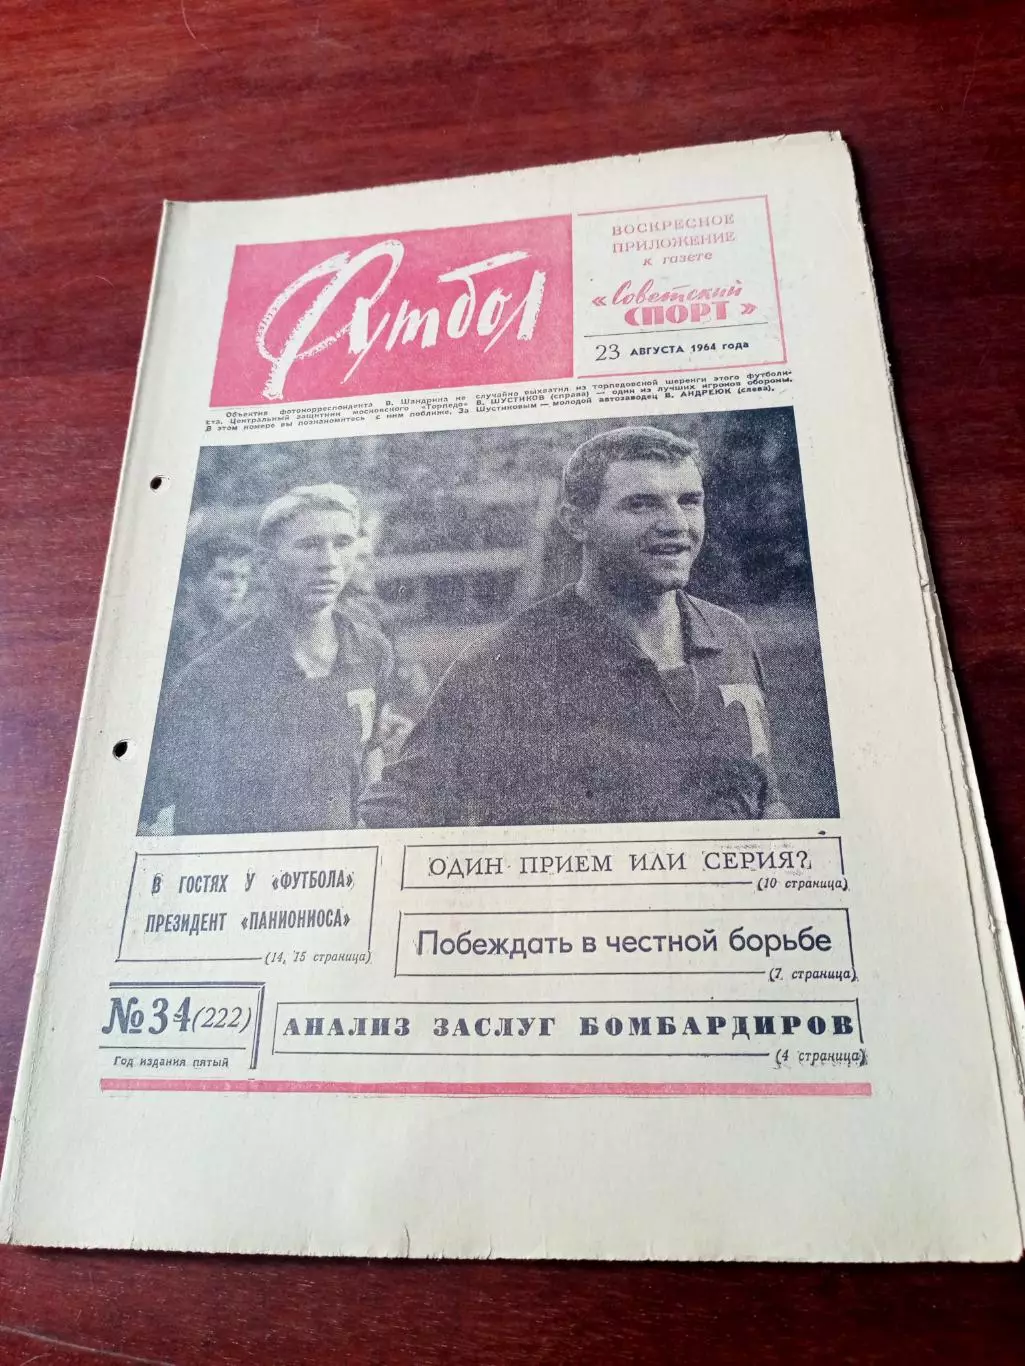 Футбол
ВОСКРЕСНОЕ
ПРИЛОЖЕНИЕ
к газете
«Советский
СПОРТ»
23 АВГУСТА 1964 года
Объектив фотокорреспондента В. Шандрина не случайно выхватил из торпедовской шеренги этого футболи-
ста. Центральный защитник московского «Торпедо» В. ШУСТИКОВ (справа) — один из лучших игроков обороны.
В этом номере вы познакомитесь с ним поближе. За Шустиковым — молодой автозаводец В. АНДРЕЮК (слева).
Т
Т
В ГОСТЯХ У «ФУТБОЛА»
ПРЕЗИДЕНТ «ПАНИОНИОСА»
(14, 15 страница)
ОДИН ПРИЕМ ИЛИ СЕРИЯ?
(10 страница)
Побеждать в честной борьбе
(7 страница)
№ 34 (222)
Год издания пятый
АНАЛИЗ ЗАСЛУГ БОМБАРДИРОВ
(4 страница)